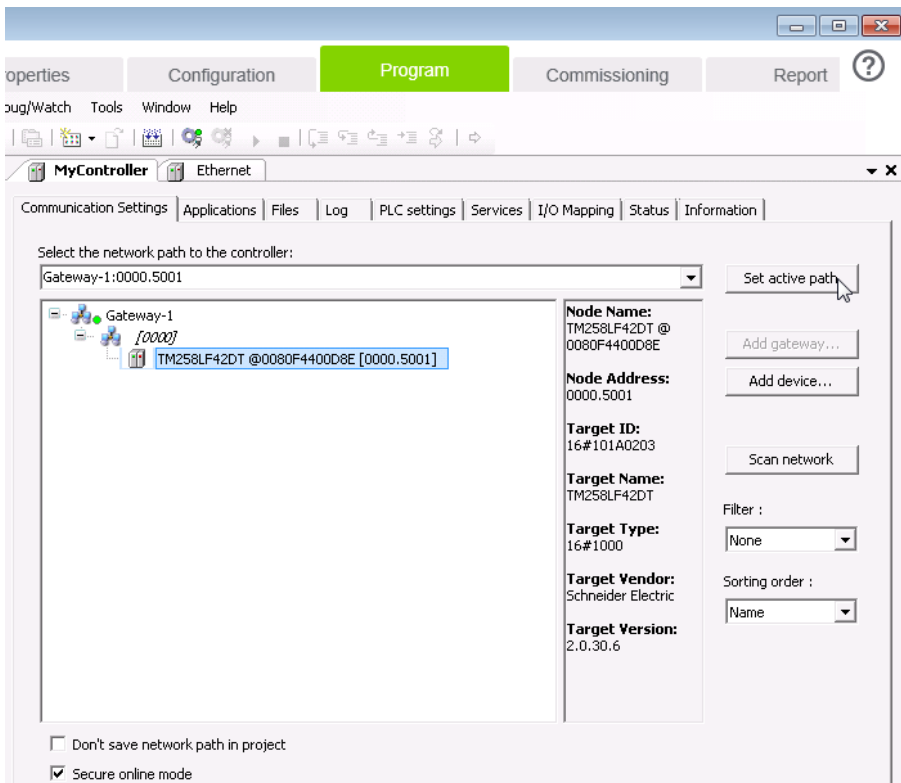 roperties Configuration Program Commissioning Report ?
bug/Watch Tools Window Help
MyController Ethernet
Communication Settings Applications Files Log PLC settings Services I/O Mapping Status Information
Select the network path to the controller:
Gateway-1:0000.5001
Set active path
Gateway-1
[0000]
TM258LF42DT @0080F4400D8E [0000.5001]
Node Name:
TM258LF42DT @
0080F4400D8E
Node Address:
0000.5001
Target ID:
16#101A0203
Target Name:
TM258LF42DT
Target Type:
16#1000
Target Vendor:
Schneider Electric
Target Version:
2.0.30.6
Add gateway...
Add device...
Scan network
Filter :
None
Sorting order :
Name
Don't save network path in project
Secure online mode